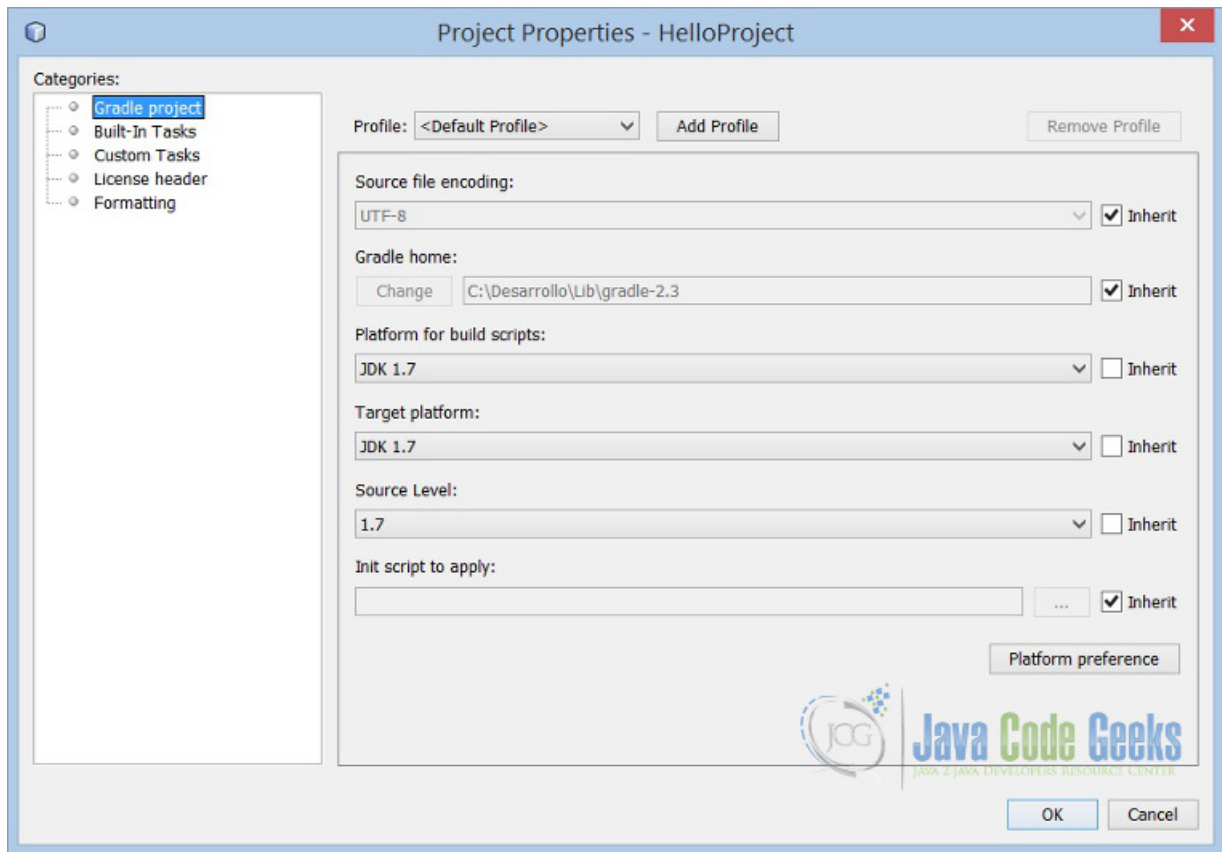 Project Properties - HelloProject
Categories:
Gradle project
Built-In Tasks
Custom Tasks
License header
Formatting
Profile: <Default Profile> Add Profile Remove Profile
Source file encoding:
UTF-8 Inherit
Gradle home:
Change C:\Desarrollo\Lib\gradle-2.3 Inherit
Platform for build scripts:
JDK 1.7 Inherit
Target platform:
JDK 1.7 Inherit
Source Level:
1.7 Inherit
Init script to apply:
... Inherit
Platform preference
JCG Java Code Geeks
JAVA 2 JAVA DEVELOPERS RESOURCE CENTER
OK Cancel